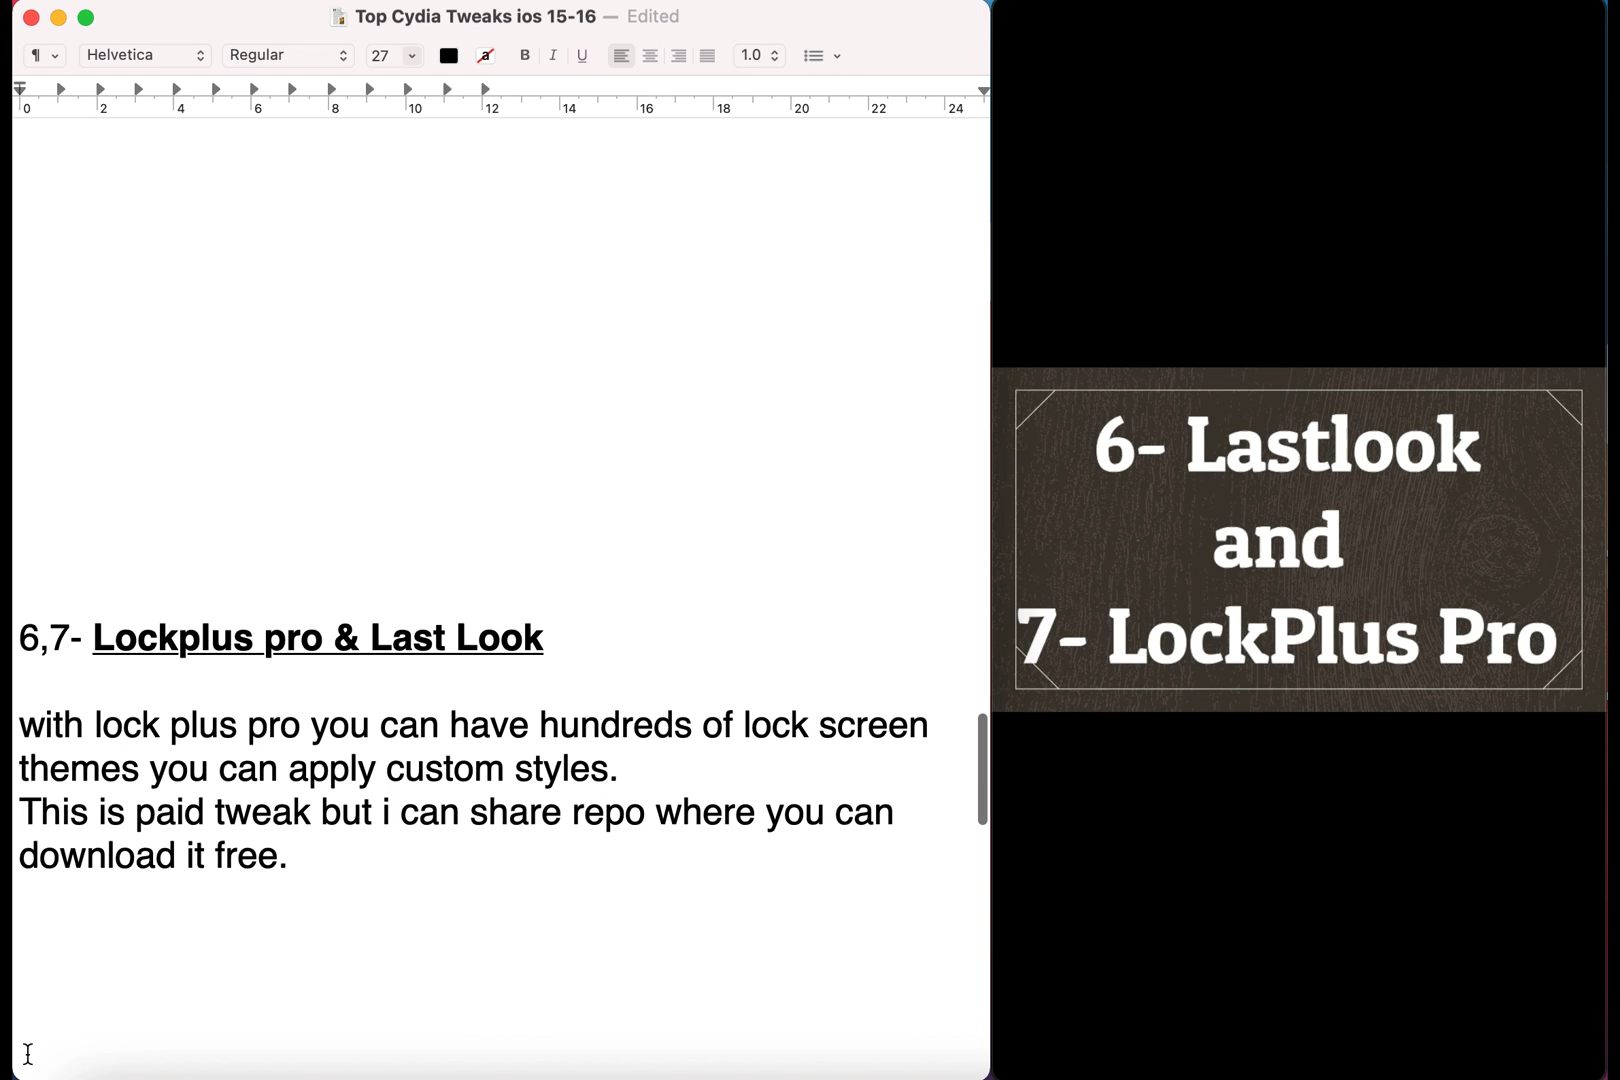 Top Cydia Tweaks ios 15-16 — Edited
¶ Helvetica Regular 27 a B I U 1.0
0 2 4 6 8 10 12 14 16 18 20 22 24
6,7- Lockplus pro & Last Look
with lock plus pro you can have hundreds of lock screen
themes you can apply custom styles.
This is paid tweak but i can share repo where you can
download it free.
6- Lastlook
and
7- LockPlus Pro